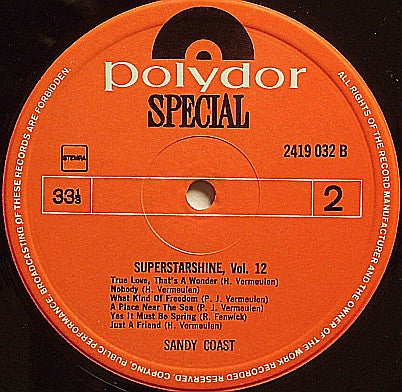 polydor
SPECIAL
STEMRA
2419 032 B
33⅓
2
SUPERSTARSHINE, Vol. 12
True Love, That's A Wonder (H. Vermeulen)
Nobody (H. Vermeulen)
What Kind Of Freedom (P. J. Vermeulen)
A Place Near The Sea (P. J. Vermeulen)
Yes It Must Be Spring (R. Fenwick)
Just A Friend (H. Vermeulen)
SANDY COAST
ALL RIGHTS OF THE RECORD MANUFACTURER AND THE OWNER OF THE WORK RECORDED RESERVED. COPYING, PUBLIC PERFORMANCE, BROADCASTING OF THESE RECORDS ARE FORBIDDEN.